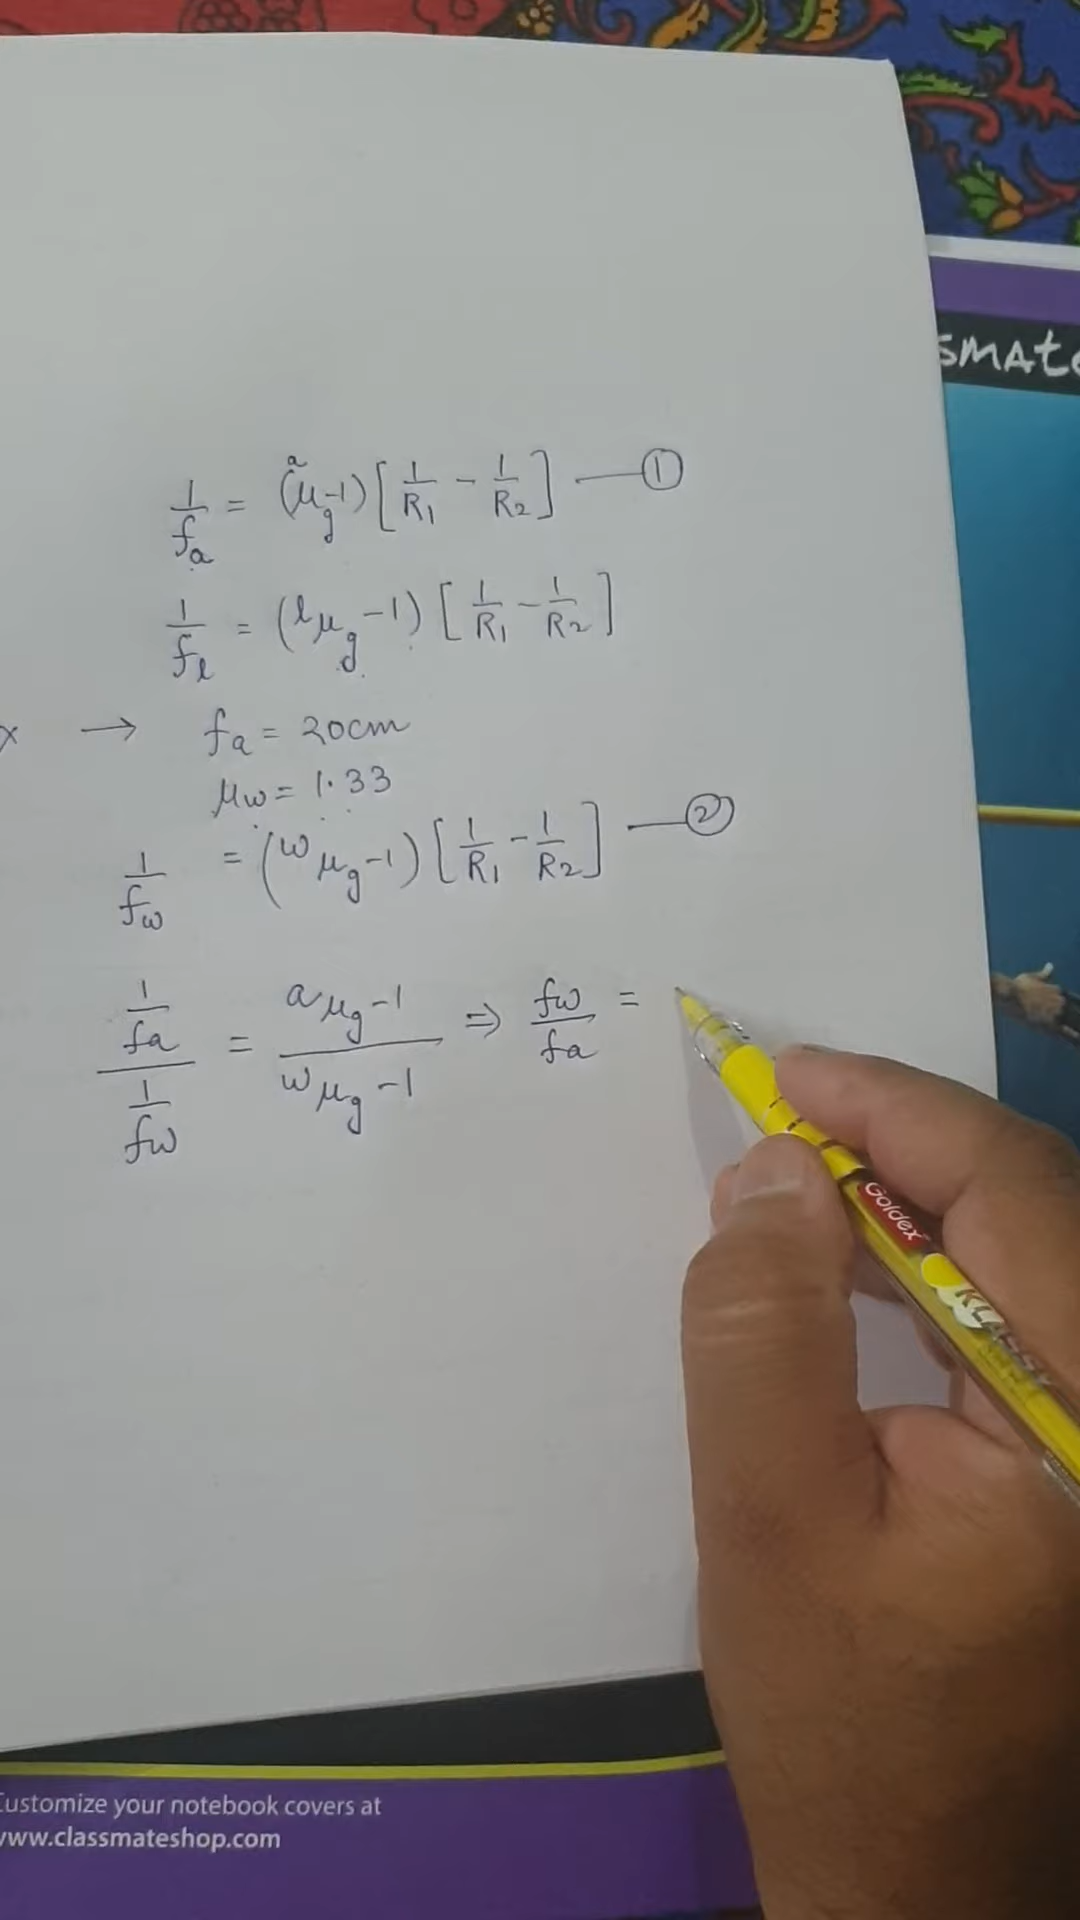 smate
1/fa = (aμg-1)[1/R1 - 1/R2] — ①
1/fl = (lμg-1)[1/R1 - 1/R2]
x → fa = 20cm
μw = 1.33
1/fw = (wμg-1)[1/R1 - 1/R2] — ②
(1/fa)/(1/fw) = (aμg-1)/(wμg-1) ⇒ fw/fa =
Goldex
KLASSY
Customize your notebook covers at
www.classmateshop.com